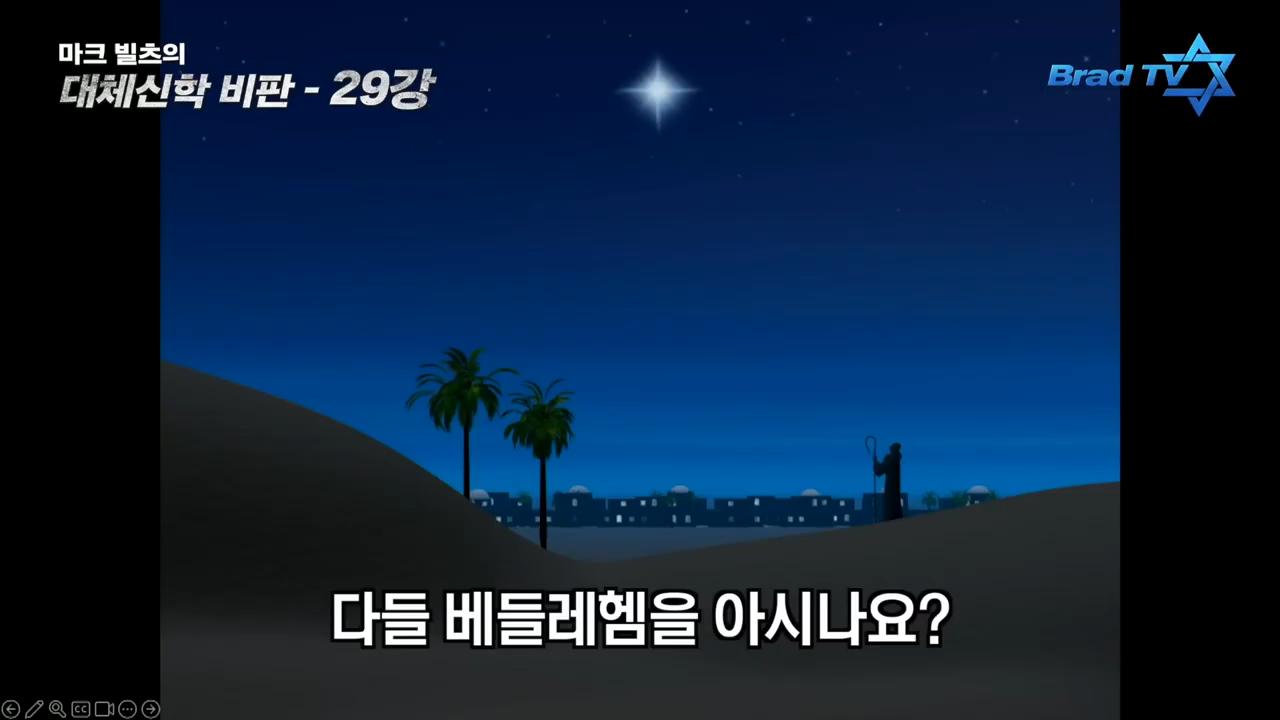 마크 빌츠의
대체신학 비판 - 29강
Brad TV
다들 베들레헴을 아시나요?
CC